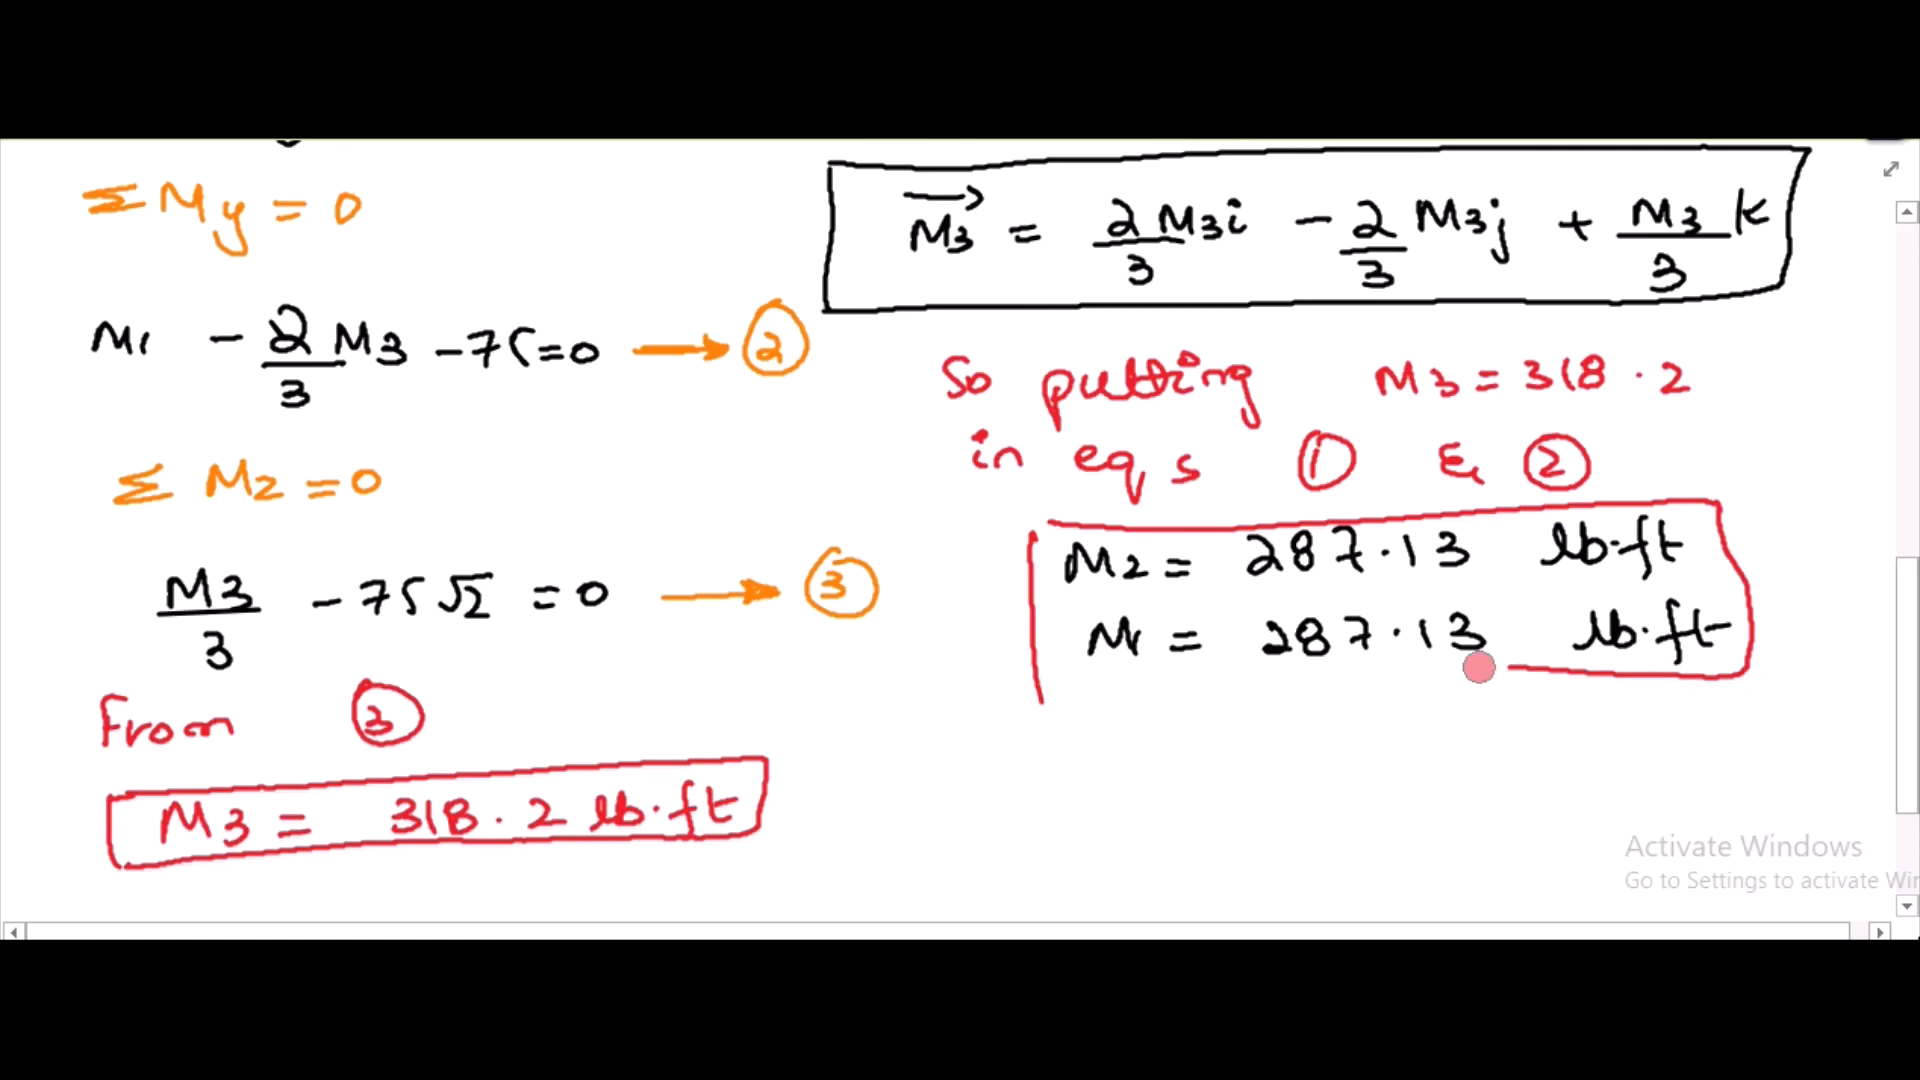 Σ My = 0
M1 - 2/3 M3 - 75 = 0 → ②
Σ Mz = 0
M3/3 - 75√2 = 0 → ③
From ③
M3 = 318.2 lb.ft
M3 = 2/3 M3i - 2/3 M3j + M3/3 k
So putting M3 = 318.2
in eqs ① & ②
M2 = 287.13 lb.ft
M1 = 287.13 lb.ft
Activate Windows
Go to Settings to activate